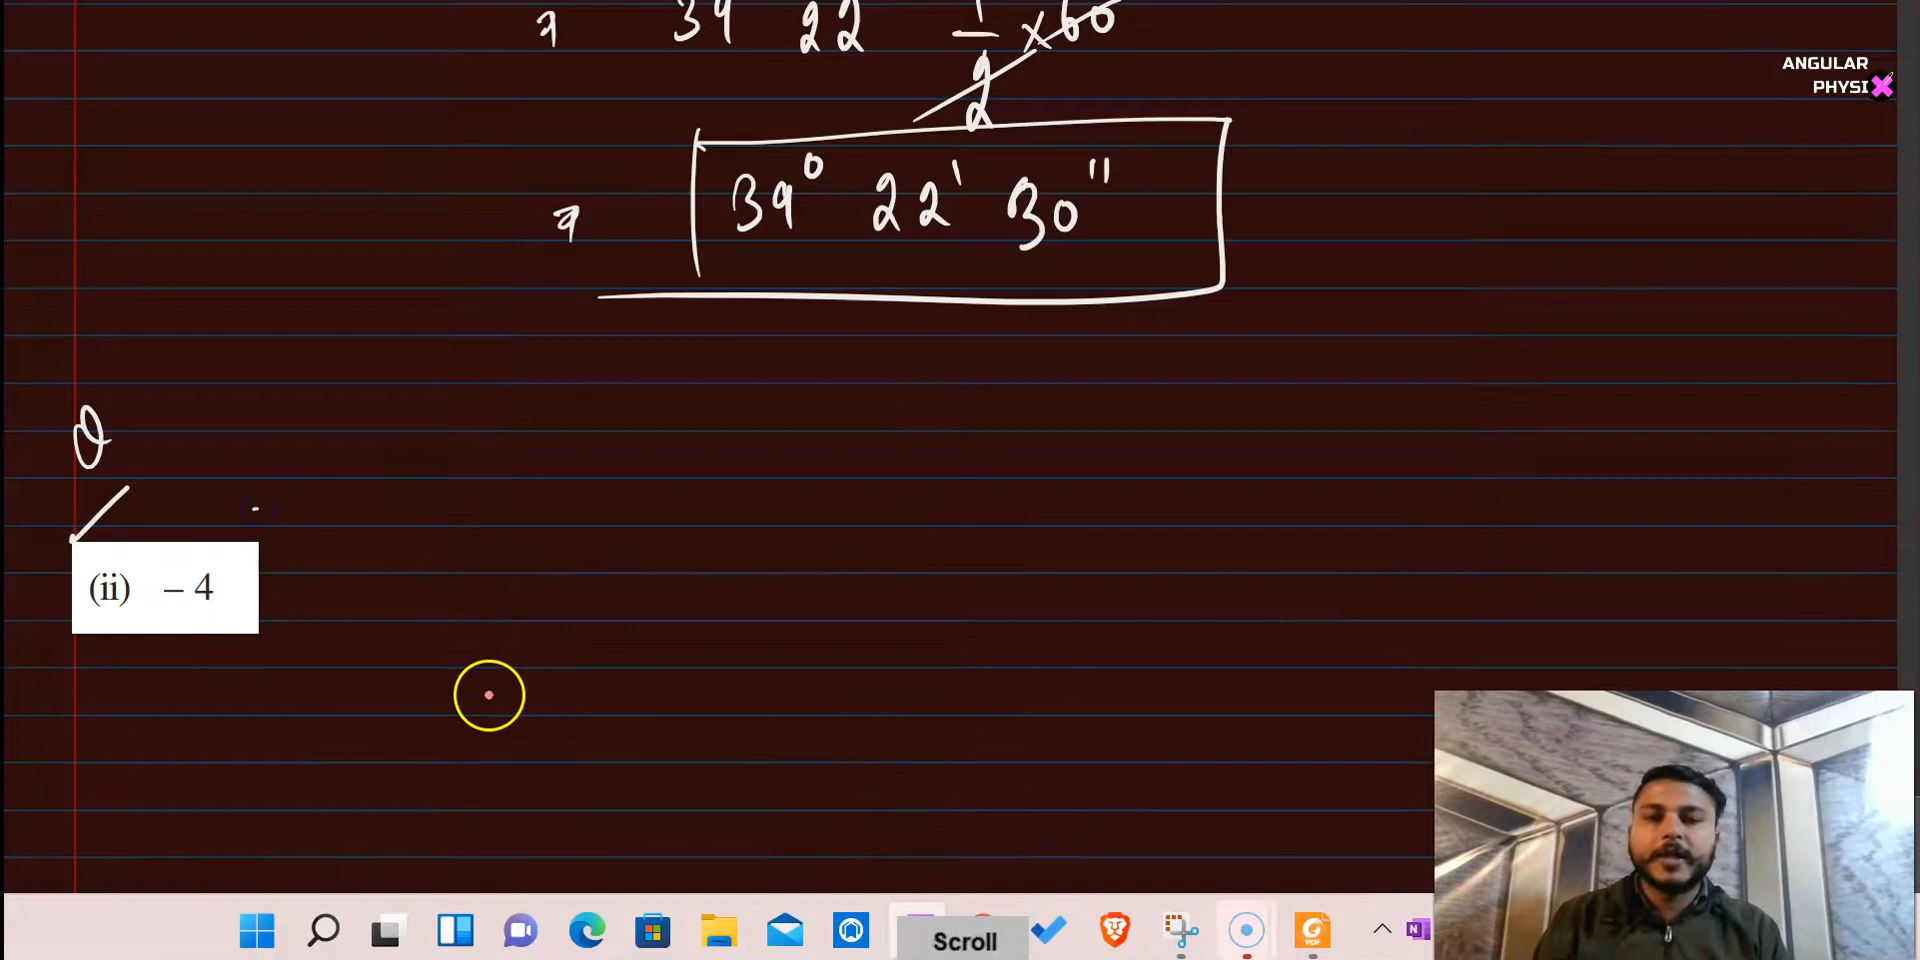 39 22 1/2 ×60
ANGULAR
PHYSI
39° 22' 30"
Q
(ii) – 4
Scroll